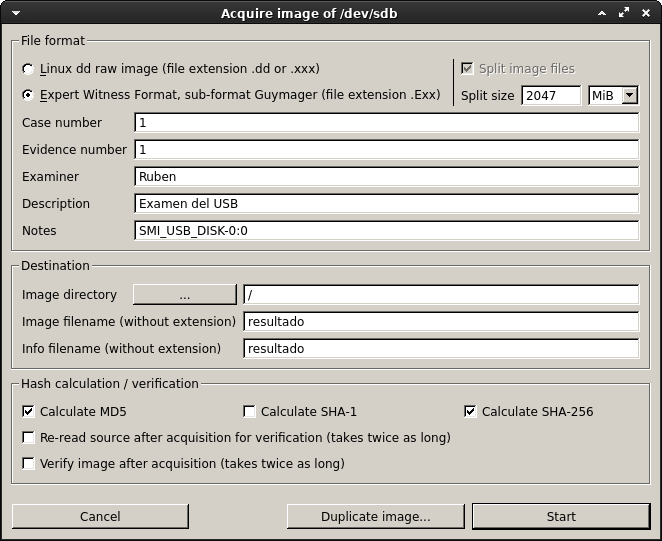 Acquire image of /dev/sdb
File format
Linux dd raw image (file extension .dd or .xxx)
Split image files
Expert Witness Format, sub-format Guymager (file extension .Exx)
Split size 2047 MiB
Case number 1
Evidence number 1
Examiner Ruben
Description Examen del USB
Notes SMI_USB_DISK-0:0
Destination
Image directory ... /
Image filename (without extension) resultado
Info filename (without extension) resultado
Hash calculation / verification
Calculate MD5 Calculate SHA-1 Calculate SHA-256
Re-read source after acquisition for verification (takes twice as long)
Verify image after acquisition (takes twice as long)
Cancel Duplicate image... Start